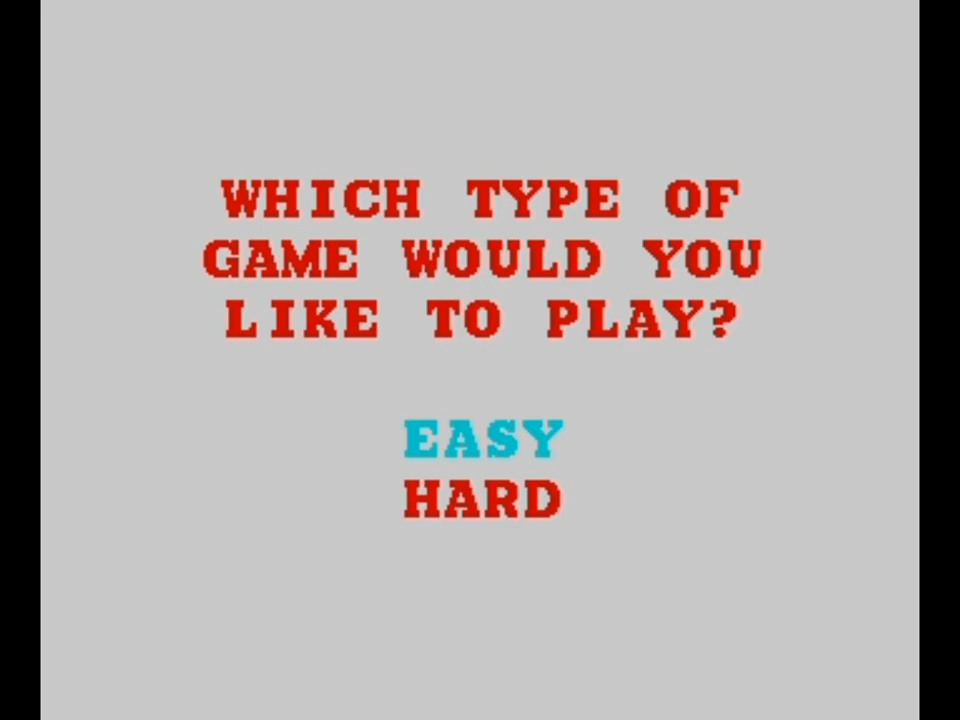 WHICH TYPE OF
GAME WOULD YOU
LIKE TO PLAY?
EASY
HARD